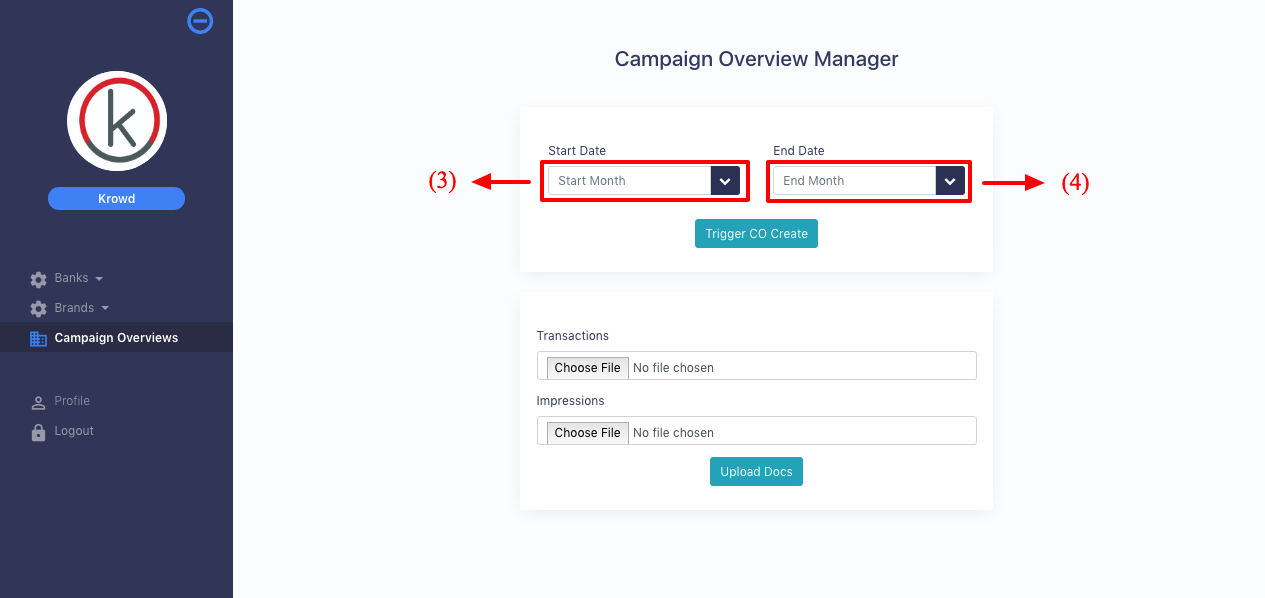 k
Krowd
Banks
Brands
Campaign Overviews
Profile
Logout
Campaign Overview Manager
Start Date
End Date
(3)
Start Month
End Month
(4)
Trigger CO Create
Transactions
Choose File No file chosen
Impressions
Choose File No file chosen
Upload Docs